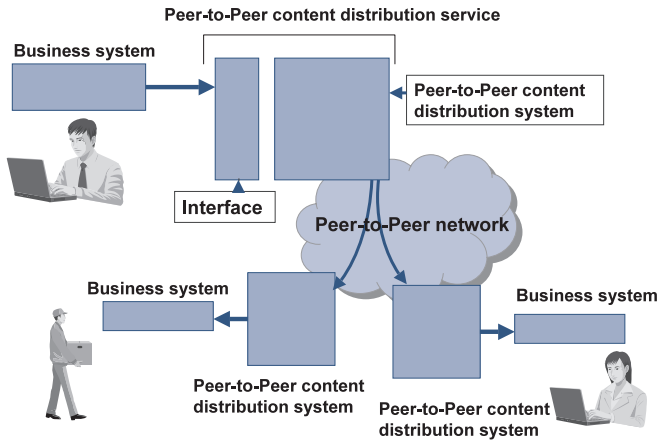 Peer-to-Peer content distribution service
Business system
Peer-to-Peer content
distribution system
Interface
Peer-to-Peer network
Business system
Business system
Peer-to-Peer content
distribution system
Peer-to-Peer content
distribution system